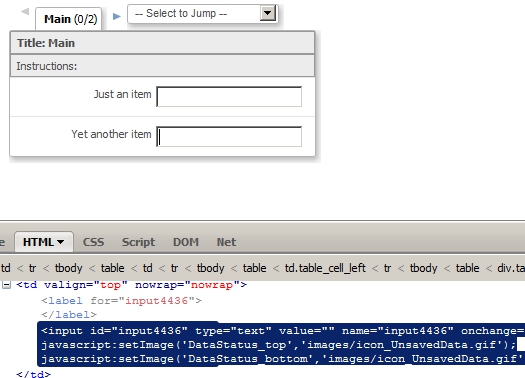 Main (0/2) -- Select to Jump --
Title: Main
Instructions:
Just an item
Yet another item
HTML CSS Script DOM Net
td < tr < tbody < table < td < tr < tbody < table < td.table_cell_left < tr < tbody < table < div.ta
<td valign="top" nowrap="nowrap">
<label for="input4436">
</label>
<input id="input4436" type="text" value="" name="input4436" onchange=
javascript:setImage('DataStatus_top','images/icon_UnsavedData.gif');
javascript:setImage('DataStatus_bottom','images/icon_UnsavedData.gif'
</td>